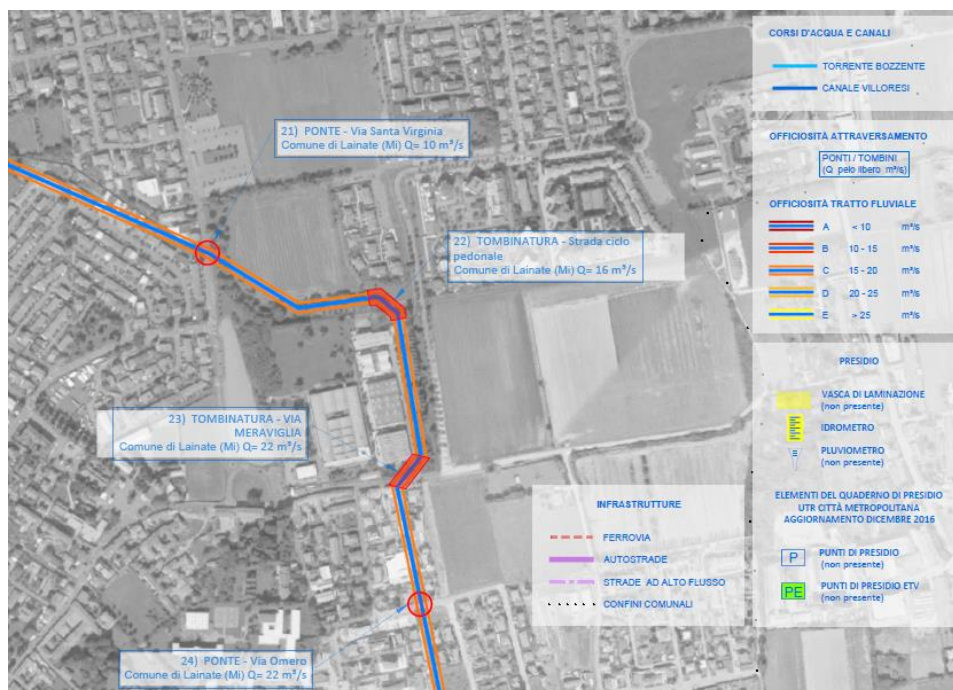 21) PONTE - Via Santa Virginia
Comune di Lainate (Mi) Q= 10 m³/s
22) TOMBINATURA - Strada ciclo
pedonale
Comune di Lainate (Mi) Q= 16 m³/s
23) TOMBINATURA - VIA
MERAVIGLIA
Comune di Lainate (Mi) Q= 22 m³/s
24) PONTE - Via Omero
Comune di Lainate (Mi) Q= 22 m³/s
CORSI D'ACQUA E CANALI
TORRENTE BOZZENTE
CANALE VILLORESI
OFFICIOSITÀ ATTRAVERSAMENTO
PONTI / TOMBINI
(Q pelo libero m³/s)
OFFICIOSITÀ TRATTO FLUVIALE
A < 10 m³/s
B 10 - 15 m³/s
C 15 - 20 m³/s
D 20 - 25 m³/s
E > 25 m³/s
PRESIDIO
VASCA DI LAMINAZIONE
(non presente)
IDROMETRO
PLUVIOMETRO
(non presente)
ELEMENTI DEL QUADERNO DI PRESIDIO
UTR CITTÀ METROPOLITANA
AGGIORNAMENTO DICEMBRE 2016
P PUNTI DI PRESIDIO
(non presente)
PE PUNTI DI PRESIDIO ETV
(non presente)
INFRASTRUTTURE
FERROVIA
AUTOSTRADE
STRADE AD ALTO FLUSSO
CONFINI COMUNALI